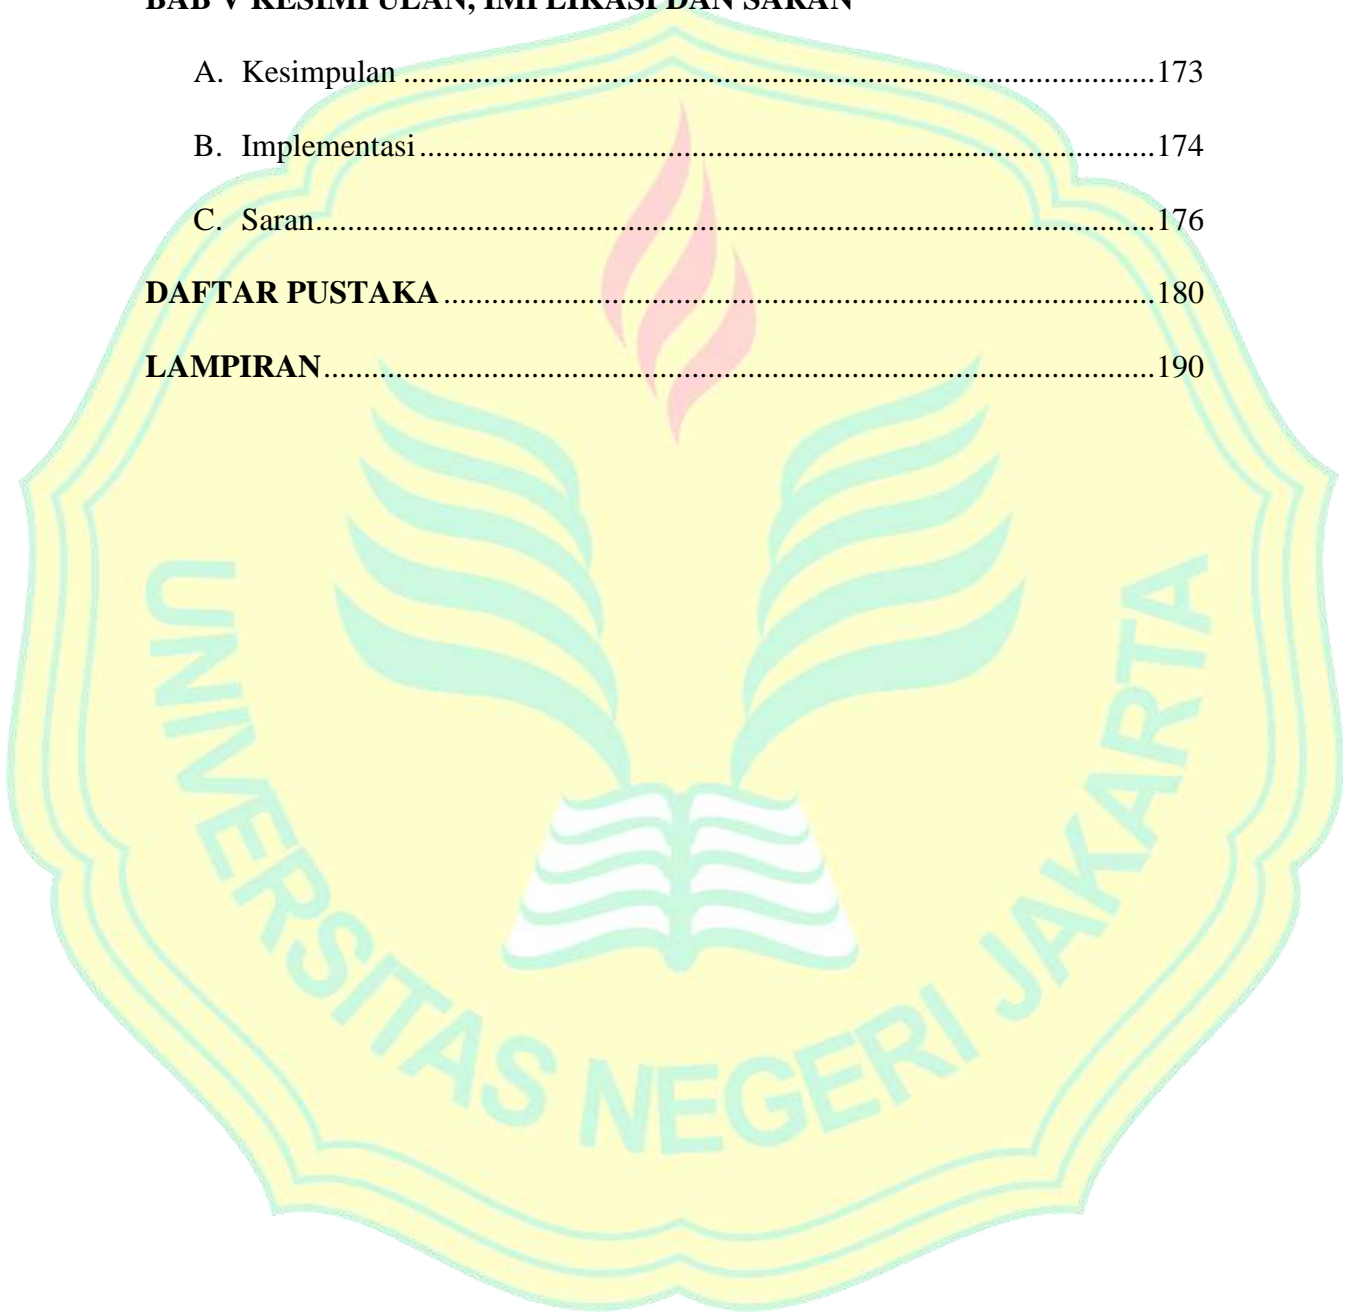 BAB V KESIMPULAN, IMPLIKASI DAN SARAN
A. Kesimpulan ................................................................................173
B. Implementasi ..............................................................................174
C. Saran.........................................................................................176
DAFTAR PUSTAKA ...........................................................................180
LAMPIRAN........................................................................................190
UNIVERSITAS NEGERI JAKARTA